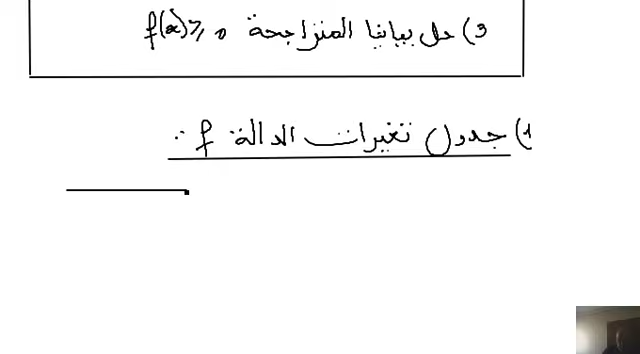 3) حل بيانيا المتراجحة f(x) ≥ 0
1) جدول تغيرات الدالة f :